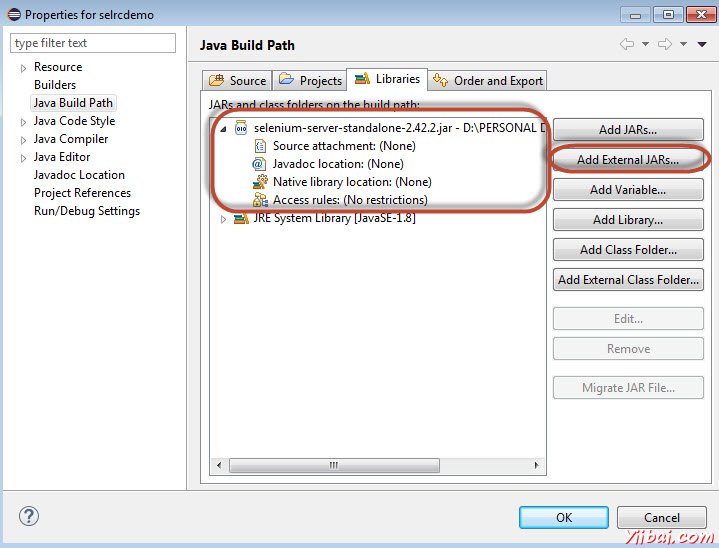 Properties for selrcdemo
type filter text
Resource
Builders
Java Build Path
Java Code Style
Java Compiler
Java Editor
Javadoc Location
Project References
Run/Debug Settings
Java Build Path
Source
Projects
Libraries
Order and Export
JARs and class folders on the build path:
selenium-server-standalone-2.42.2.jar - D:\PERSONAL D
Source attachment: (None)
Javadoc location: (None)
Native library location: (None)
Access rules: (No restrictions)
JRE System Library [JavaSE-1.8]
Add JARs...
Add External JARs...
Add Variable...
Add Library...
Add Class Folder...
Add External Class Folder...
Edit...
Remove
Migrate JAR File...
OK
Cancel
Yiibai.com